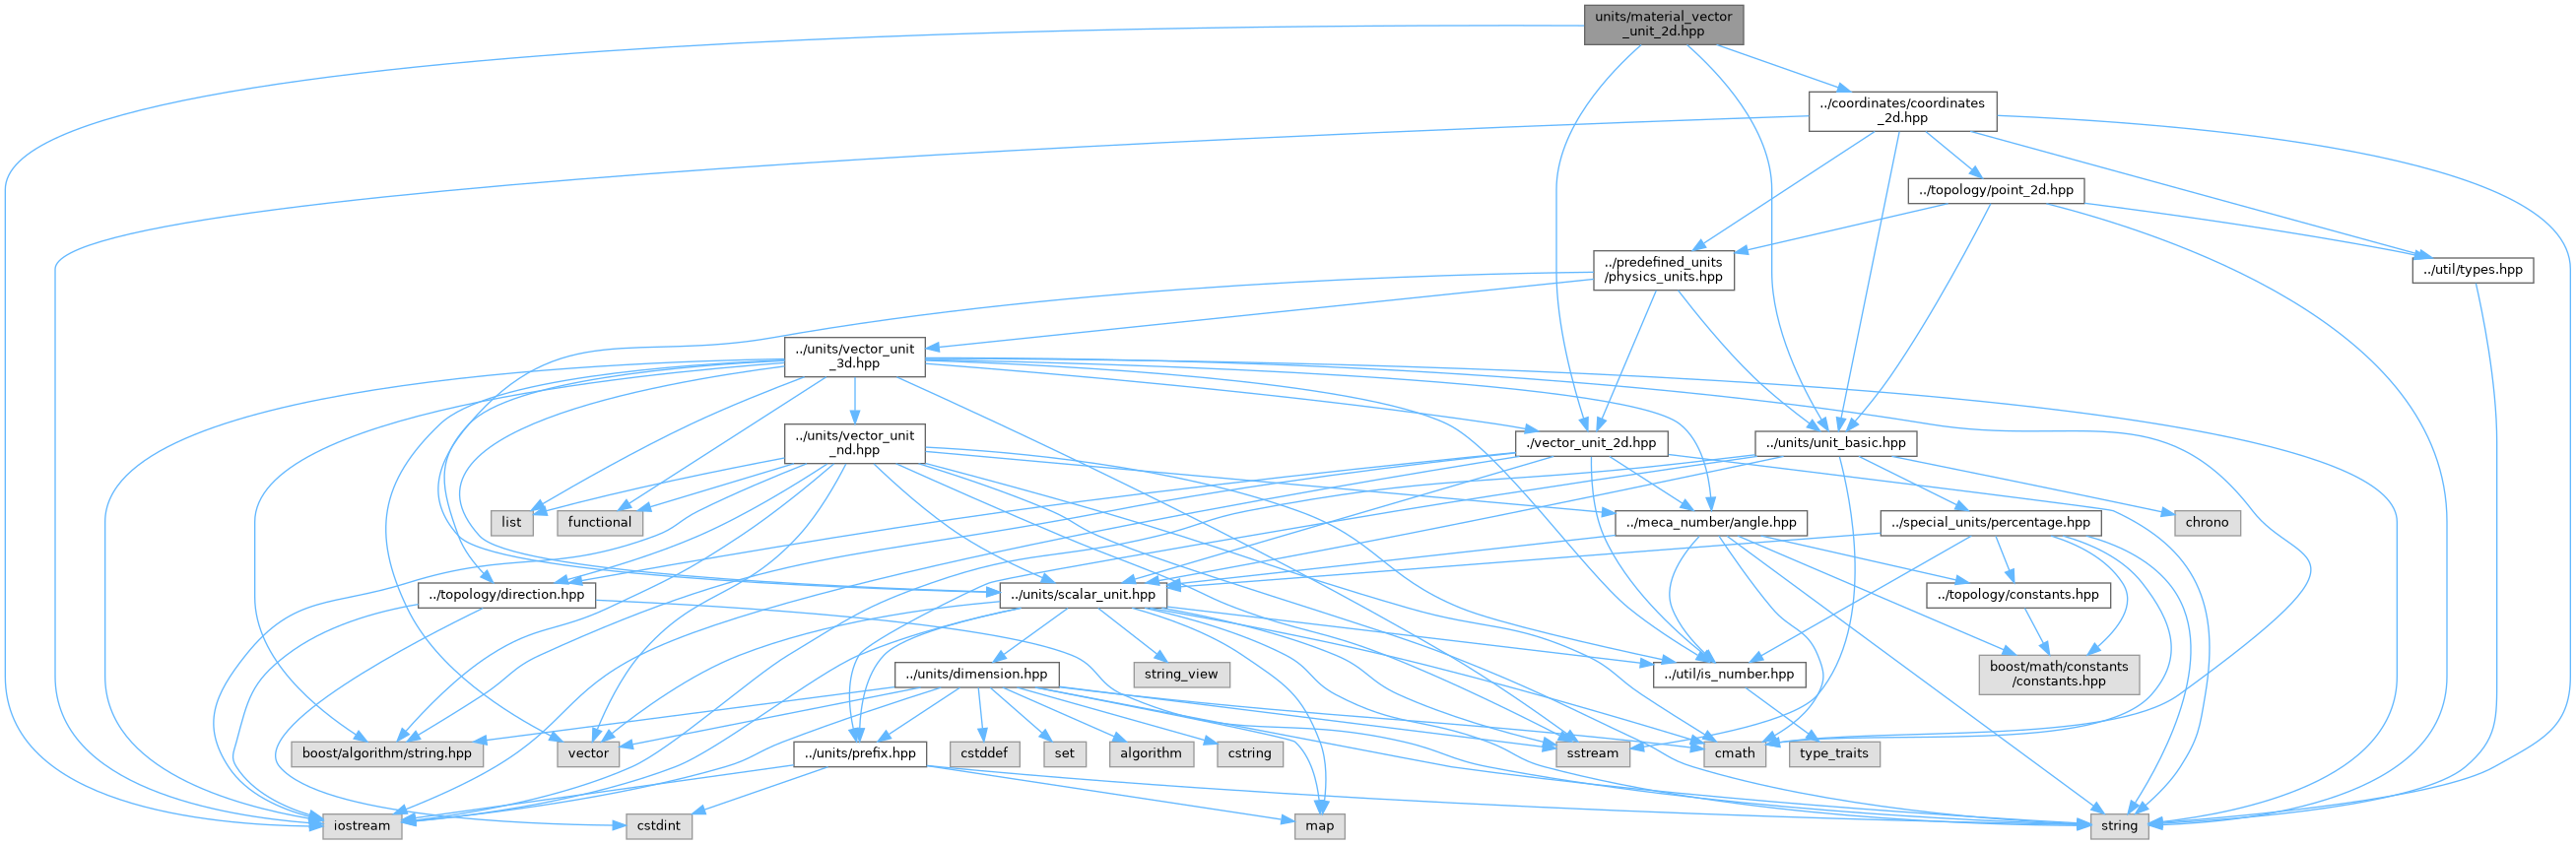 units/material_vector
_unit_2d.hpp
../coordinates/coordinates
_2d.hpp
../topology/point_2d.hpp
../predefined_units
/physics_units.hpp
../util/types.hpp
../units/vector_unit
_3d.hpp
../units/vector_unit
_nd.hpp
./vector_unit_2d.hpp
../units/unit_basic.hpp
list
functional
../meca_number/angle.hpp
../special_units/percentage.hpp
chrono
../topology/direction.hpp
../units/scalar_unit.hpp
../topology/constants.hpp
../units/dimension.hpp
string_view
../util/is_number.hpp
boost/math/constants
/constants.hpp
boost/algorithm/string.hpp
vector
../units/prefix.hpp
cstddef
set
algorithm
cstring
sstream
cmath
type_traits
iostream
cstdint
map
string